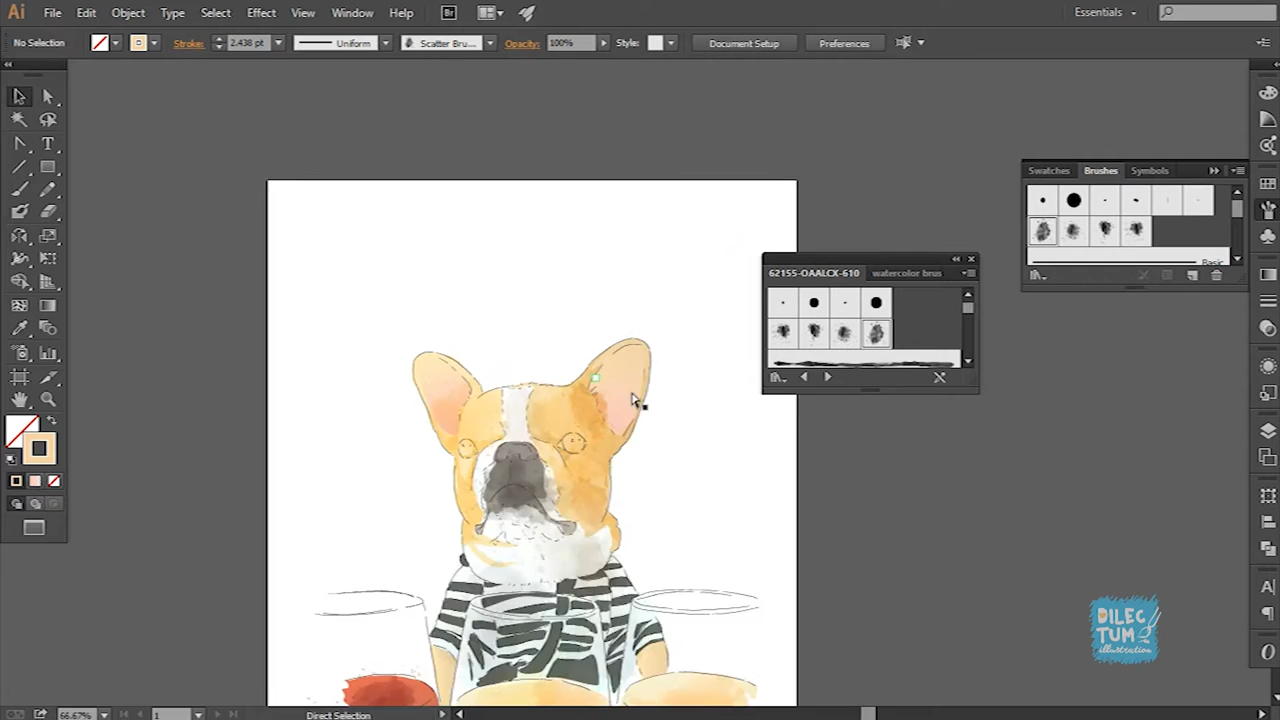 Ai File Edit Object Type Select Effect View Window Help Br Essentials
No Selection Stroke: 2.438 pt Uniform Scatter Bru... Opacity: 100% Style: Document Setup Preferences
Swatches Brushes Symbols
Basic
62155-OAALCX-610 watercolor brus
DILEC
TUM
illustration
66.67% 1 Direct Selection